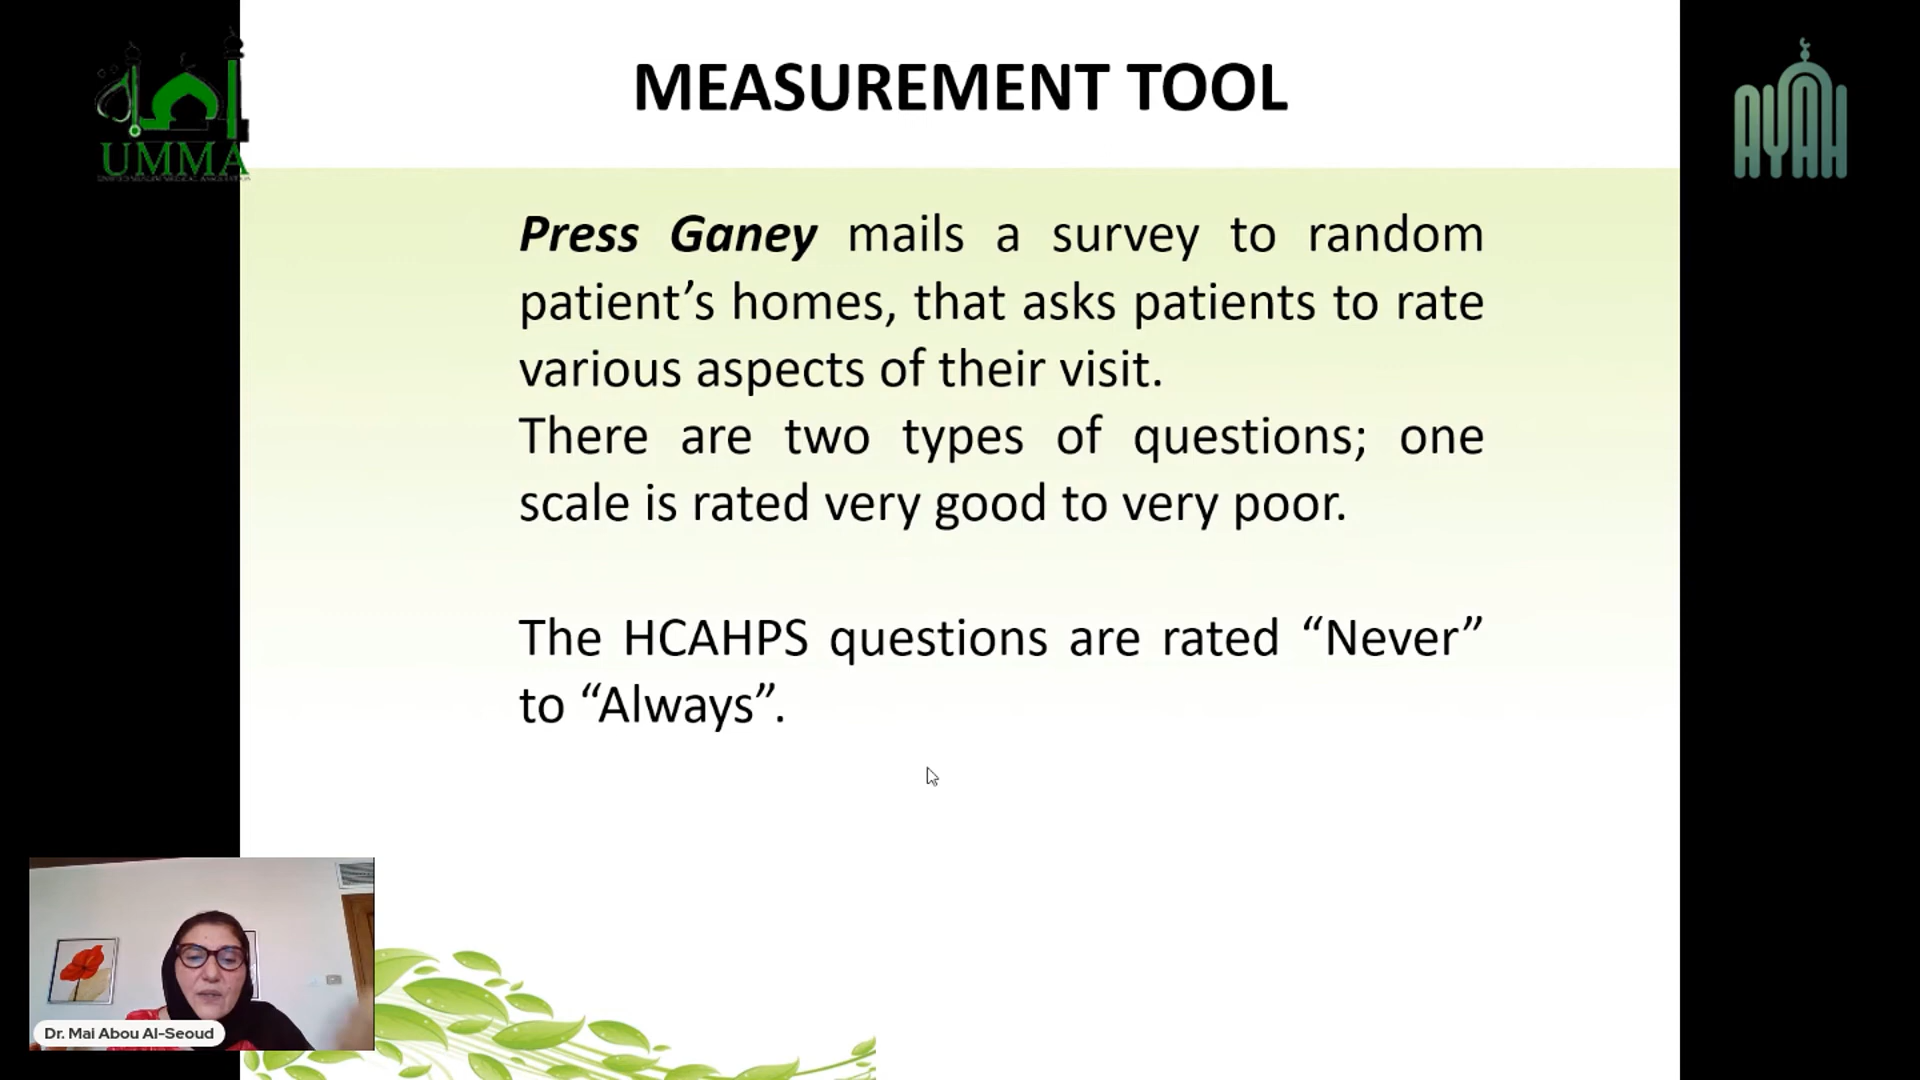 UMMA
MEASUREMENT TOOL
AYAH
Press Ganey mails a survey to random
patient’s homes, that asks patients to rate
various aspects of their visit.
There are two types of questions; one
scale is rated very good to very poor.
The HCAHPS questions are rated “Never”
to “Always”.
Dr. Mai Abou Al-Seoud